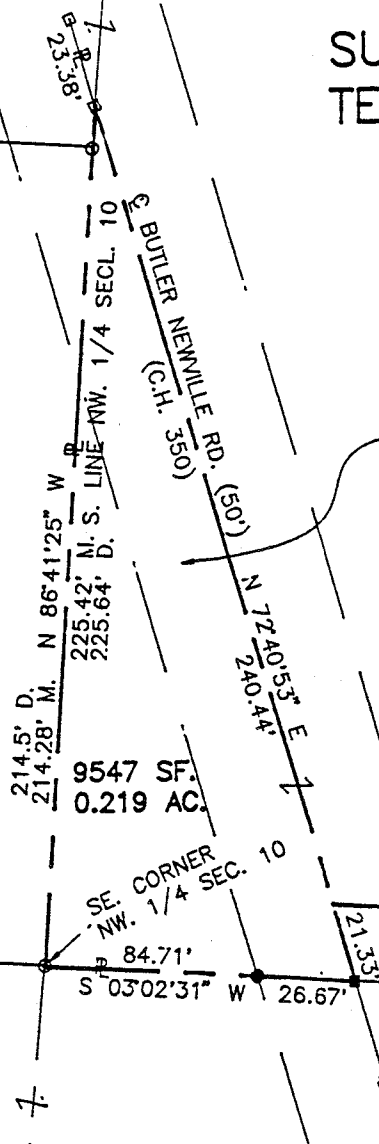 SU
TE
23.38'
℄ BUTLER NEWVILLE RD. (50')
(C.H. 350)
N 72°40'53" E
240.44'
S. LINE NW. 1/4 SECL. 10
N 86°41'25" W
225.42' M.
225.64' D.
214.5' D.
214.28' M.
9547 SF.
0.219 AC.
SE. CORNER
NW. 1/4 SEC. 10
84.71'
S 03°02'31" W
26.67'
21.33'